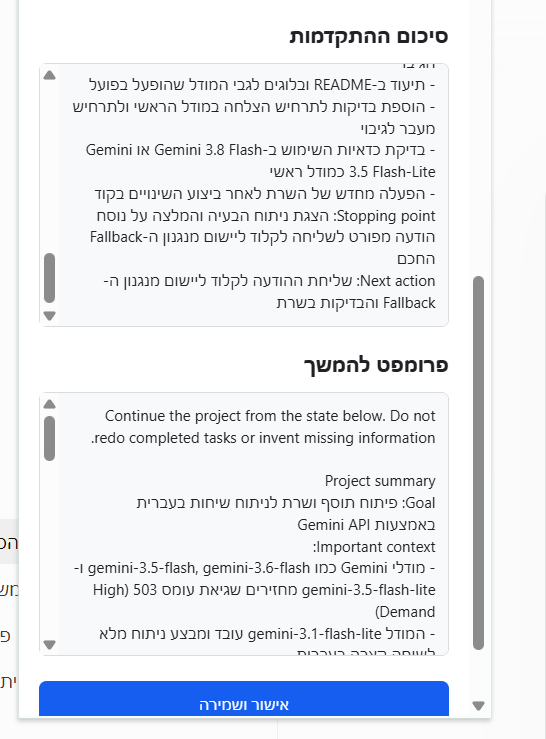 סיכום ההתקדמות
- תיעוד ב-README ובלוגים לגבי המודל שהופעל בפועל
- הוספת בדיקות לתרחיש הצלחה במודל הראשי ולתרחיש
מעבר לגיבוי
- בדיקת כדאיות השימוש ב-Gemini 3.8 Flash או Gemini
3.5 Flash-Lite כמודל ראשי
- הפעלה מחדש של השרת לאחר ביצוע השינויים בקוד
Stopping point: הצגת ניתוח הבעיה והמלצה על נוסח
הודעה מפורט לשליחה לקלוד ליישום מנגנון ה-Fallback
החכם
Next action: שליחת ההודעה לקלוד ליישום מנגנון ה-
Fallback והבדיקות בשרת
פרומפט להמשך
Continue the project from the state below. Do not
redo completed tasks or invent missing information.
Project summary
Goal: פיתוח תוסף ושרת לניתוח שיחות בעברית
באמצעות Gemini API
Important context:
- מודלי Gemini כמו gemini-3.5-flash, gemini-3.6-flash ו-
gemini-3.5-flash-lite מחזירים שגיאת עומס 503 (High
Demand)
- המודל gemini-3.1-flash-lite עובד ומבצע ניתוח מלא
אישור ושמירה